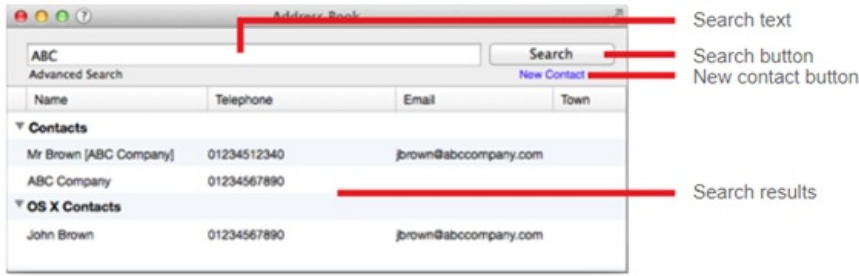 Address Book
Search text
ABC
Search
Search button
Advanced Search
New Contact
New contact button
Name Telephone Email Town
Contacts
Mr Brown [ABC Company] 01234512340 jbrown@abccompany.com
ABC Company 01234567890
Search results
OS X Contacts
John Brown 01234567890 jbrown@abccompany.com